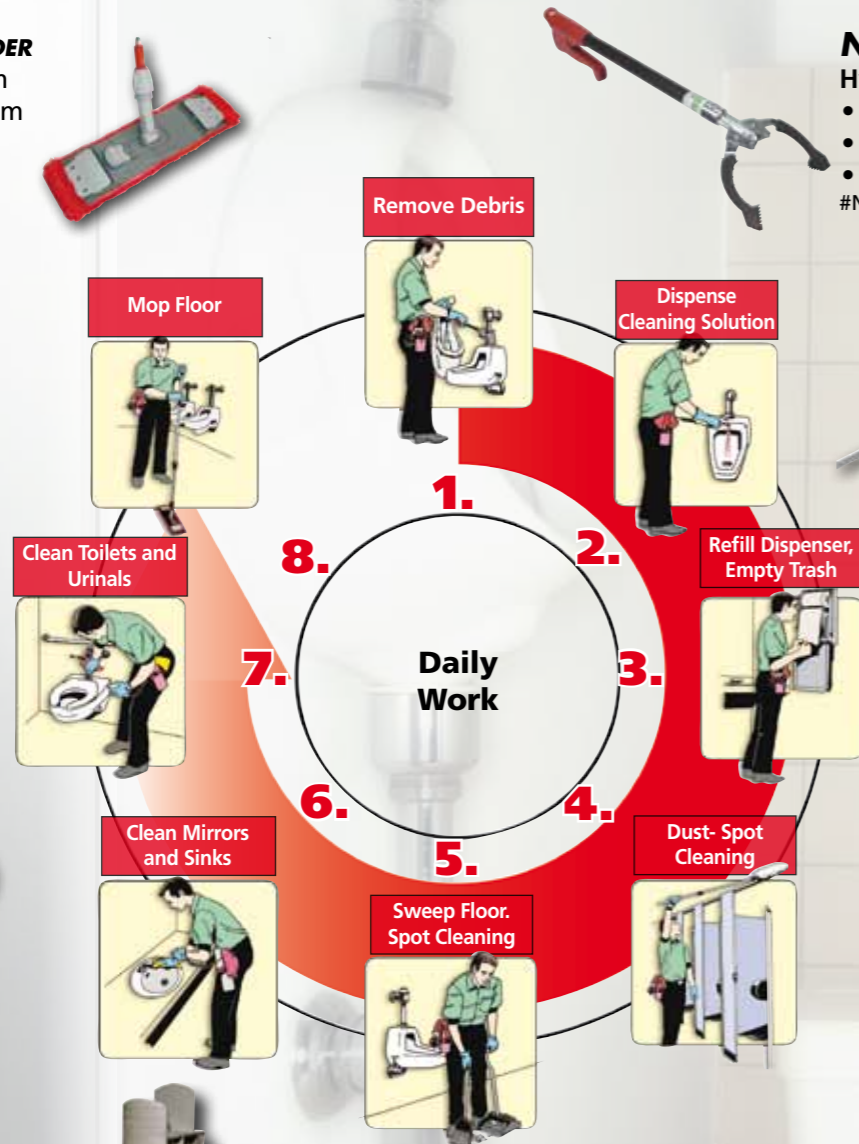 DER
N
H
•
•
•
#N
Remove Debris
Mop Floor
Dispense
Cleaning Solution
Clean Toilets and
Urinals
Refill Dispenser,
Empty Trash
Clean Mirrors
and Sinks
Dust- Spot
Cleaning
Sweep Floor.
Spot Cleaning
1.
2.
3.
4.
5.
6.
7.
8.
Daily
Work